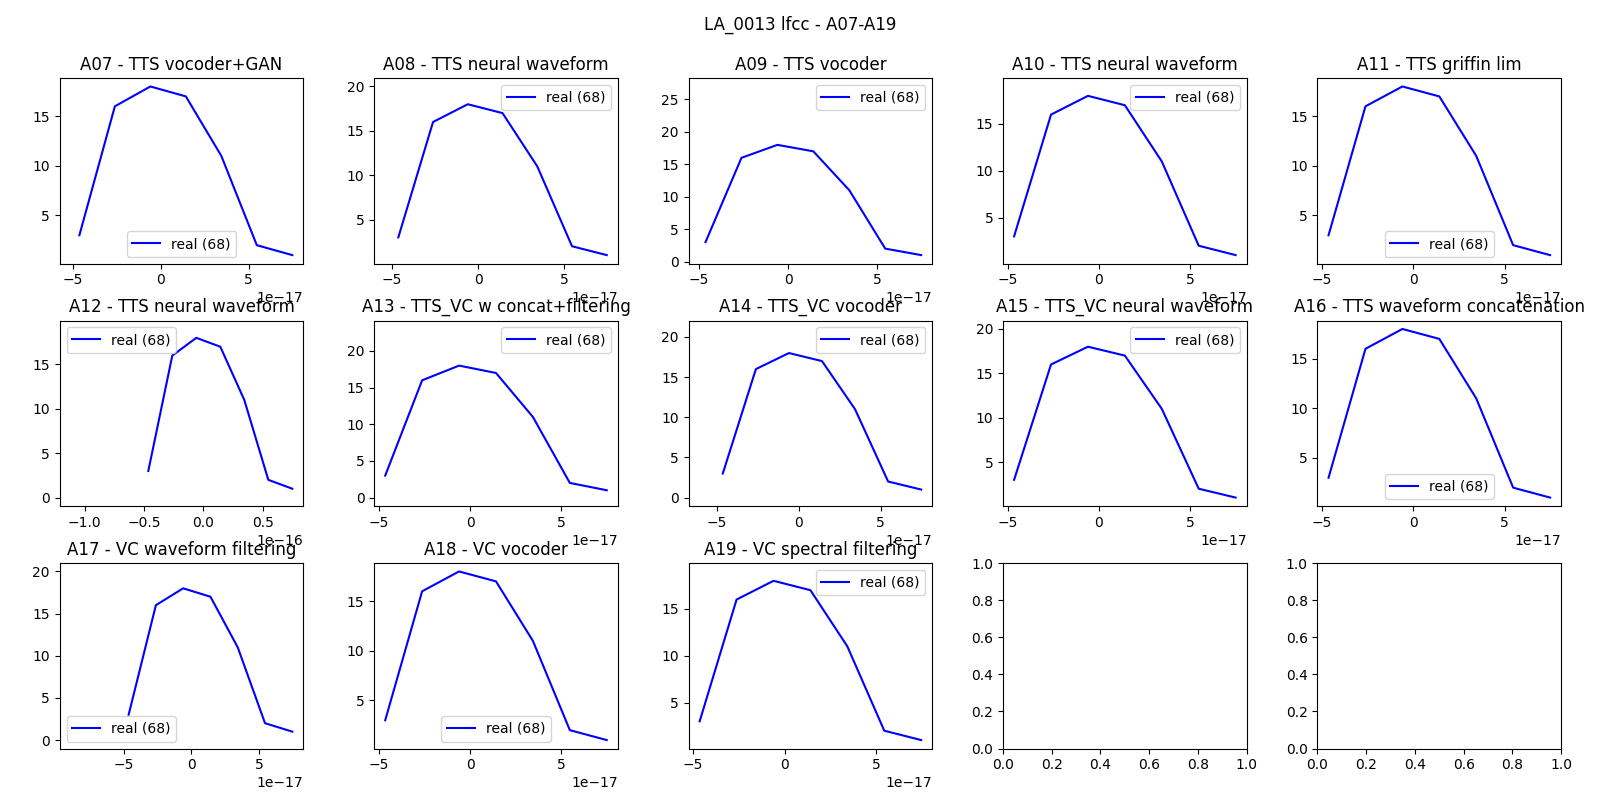 LA_0013 lfcc - A07-A19
A07 - TTS vocoder+GAN
15
10
5
real (68)
−5 0 5
1e−17
A08 - TTS neural waveform
20
15
10
5
real (68)
−5 0 5
1e−17
A09 - TTS vocoder
25
20
15
10
5
0
real (68)
−5 0 5
1e−17
A10 - TTS neural waveform
15
10
5
real (68)
−5 0 5
1e−17
A11 - TTS griffin lim
15
10
5
real (68)
−5 0 5
1e−17
A12 - TTS neural waveform
15
10
5
0
real (68)
−1.0 −0.5 0.0 0.5
1e−16
A13 - TTS_VC w concat+filtering
20
15
10
5
0
real (68)
−5 0 5
1e−17
A14 - TTS_VC vocoder
20
15
10
5
0
real (68)
−5 0 5
1e−17
A15 - TTS_VC neural waveform
20
15
10
5
real (68)
−5 0 5
1e−17
A16 - TTS waveform concatenation
15
10
5
real (68)
−5 0 5
1e−17
A17 - VC waveform filtering
20
15
10
5
0
real (68)
−5 0 5
1e−17
A18 - VC vocoder
15
10
5
real (68)
−5 0 5
1e−17
A19 - VC spectral filtering
15
10
5
real (68)
−5 0 5
1e−17
1.0
0.8
0.6
0.4
0.2
0.0
0.0 0.2 0.4 0.6 0.8 1.0
1.0
0.8
0.6
0.4
0.2
0.0
0.0 0.2 0.4 0.6 0.8 1.0